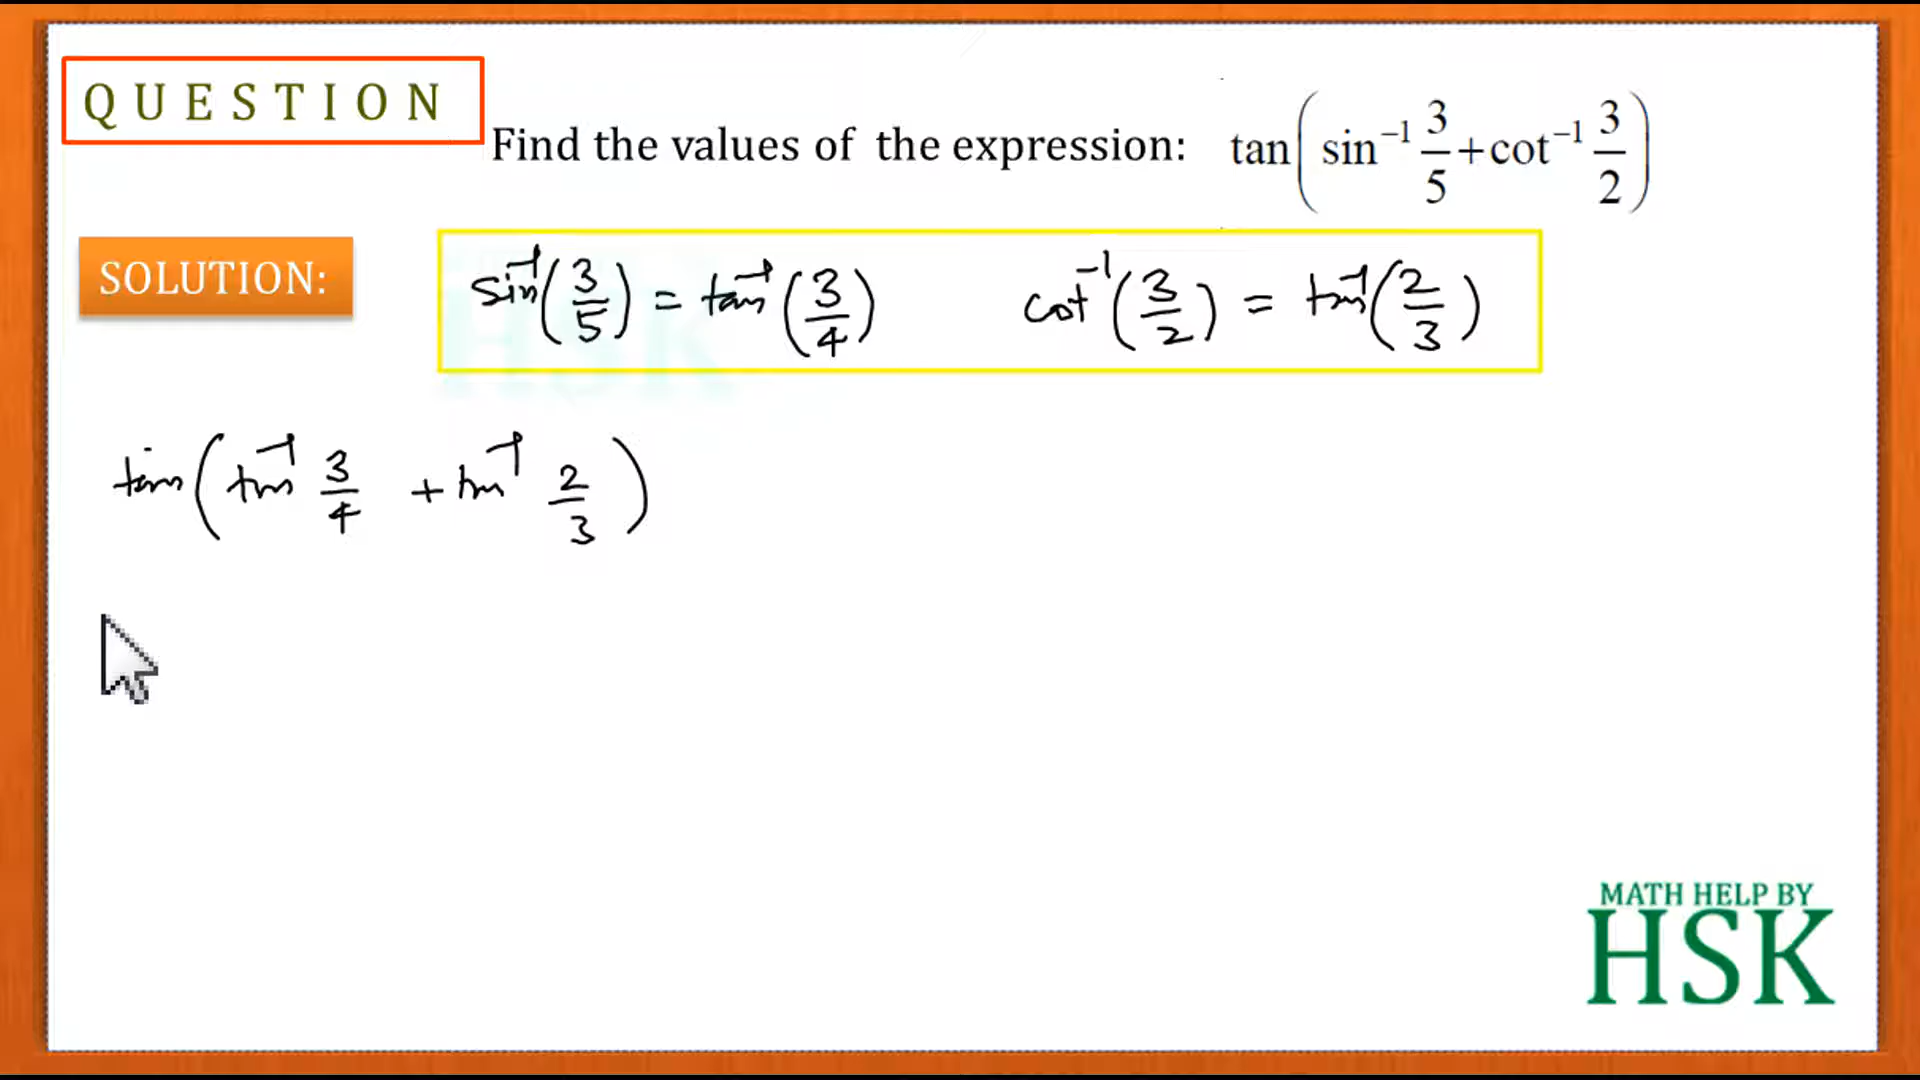 QUESTION
Find the values of the expression: tan(sin⁻¹ 3/5 + cot⁻¹ 3/2)
SOLUTION:
sin⁻¹(3/5) = tan⁻¹(3/4) cot⁻¹(3/2) = tan⁻¹(2/3)
tan(tan⁻¹ 3/4 + tan⁻¹ 2/3)
MATH HELP BY
HSK